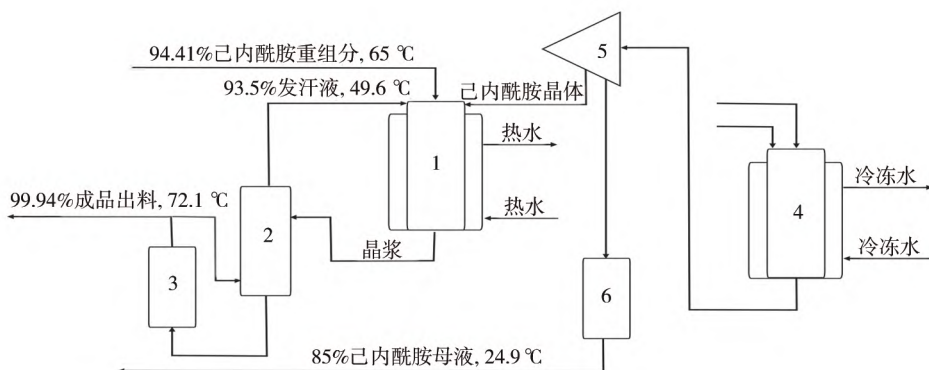 94.41%己内酰胺重组分, 65 ℃
93.5%发汗液, 49.6 ℃
己内酰胺晶体
5
热水
1
热水
冷冻水
4
冷冻水
99.94%成品出料, 72.1 ℃
2
晶浆
3
6
85%己内酰胺母液, 24.9 ℃